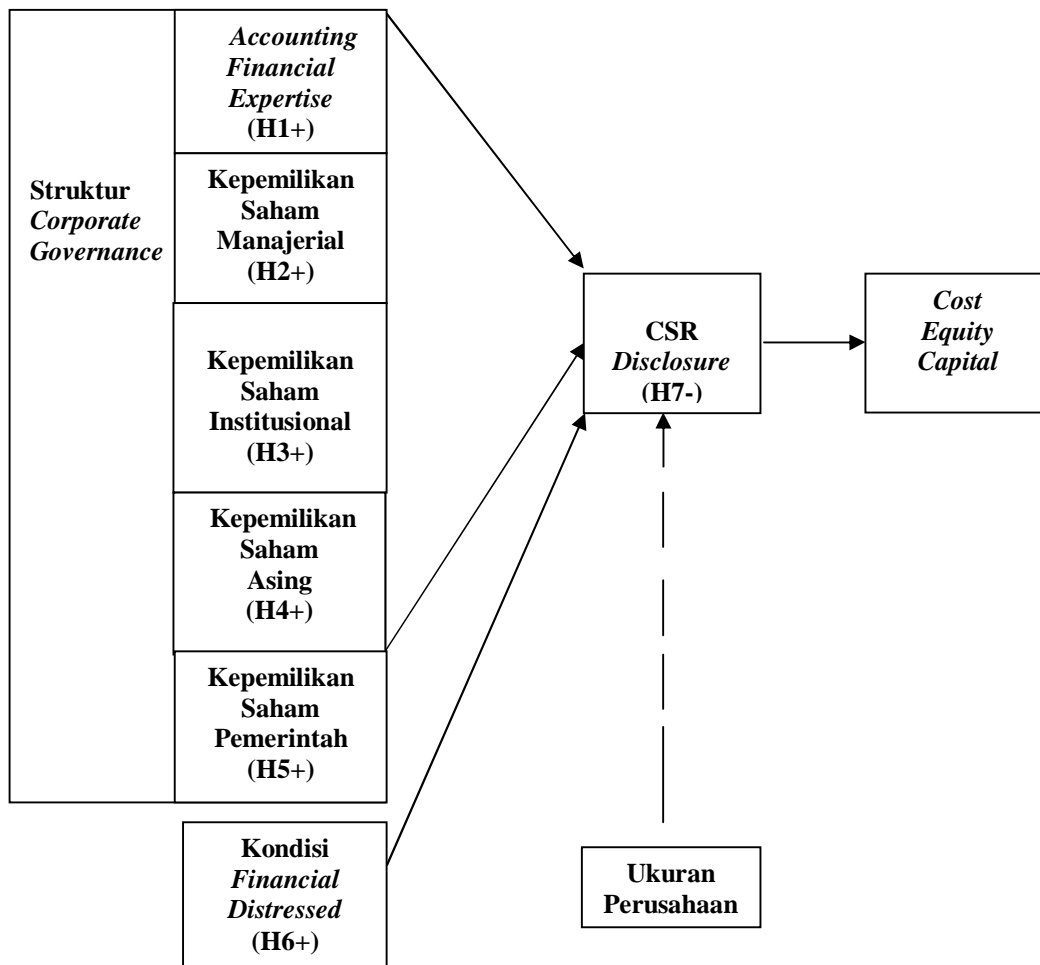 Accounting
Financial
Expertise
(H1+)
Struktur
Corporate
Governance
Kepemilikan
Saham
Manajerial
(H2+)
Kepemilikan
Saham
Institusional
(H3+)
Kepemilikan
Saham
Asing
(H4+)
Kepemilikan
Saham
Pemerintah
(H5+)
Kondisi
Financial
Distressed
(H6+)
CSR
Disclosure
(H7-)
Cost
Equity
Capital
Ukuran
Perusahaan